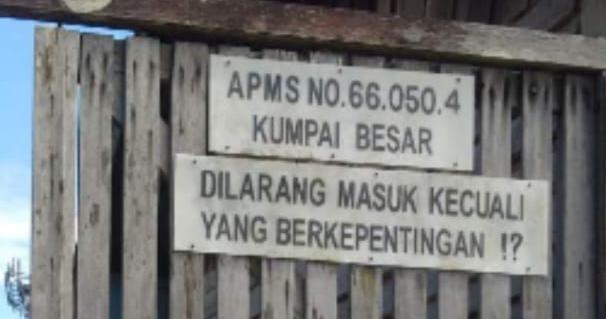 APMS NO.66.050.4
KUMPAI BESAR
DILARANG MASUK KECUALI
YANG BERKEPENTINGAN !?